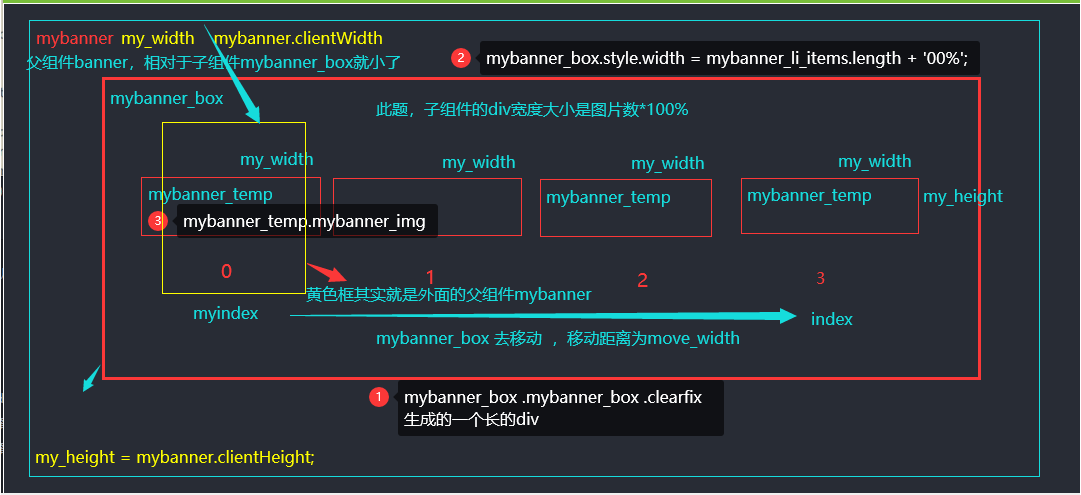 mybanner my_width mybanner.clientWidth
父组件banner，相对于子组件mybanner_box就小了
2 mybanner_box.style.width = mybanner_li_items.length + '00%';
mybanner_box
此题，子组件的div宽度大小是图片数*100%
my_width my_width my_width my_width
mybanner_temp mybanner_temp mybanner_temp my_height
3 mybanner_temp.mybanner_img
0 1 2 3
黄色框其实就是外面的父组件mybanner
myindex index
mybanner_box 去移动 ，移动距离为move_width
1 mybanner_box .mybanner_box .clearfix
生成的一个长的div
my_height = mybanner.clientHeight;